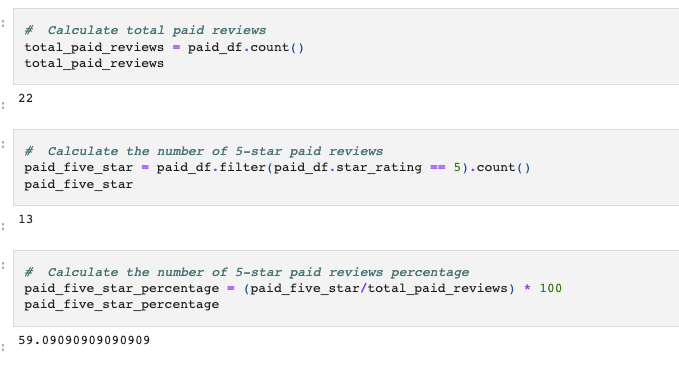 #  Calculate total paid reviews
total_paid_reviews = paid_df.count()
total_paid_reviews
22
#  Calculate the number of 5-star paid reviews
paid_five_star = paid_df.filter(paid_df.star_rating == 5).count()
paid_five_star
13
#  Calculate the number of 5-star paid reviews percentage
paid_five_star_percentage = (paid_five_star/total_paid_reviews) * 100
paid_five_star_percentage
59.09090909090909